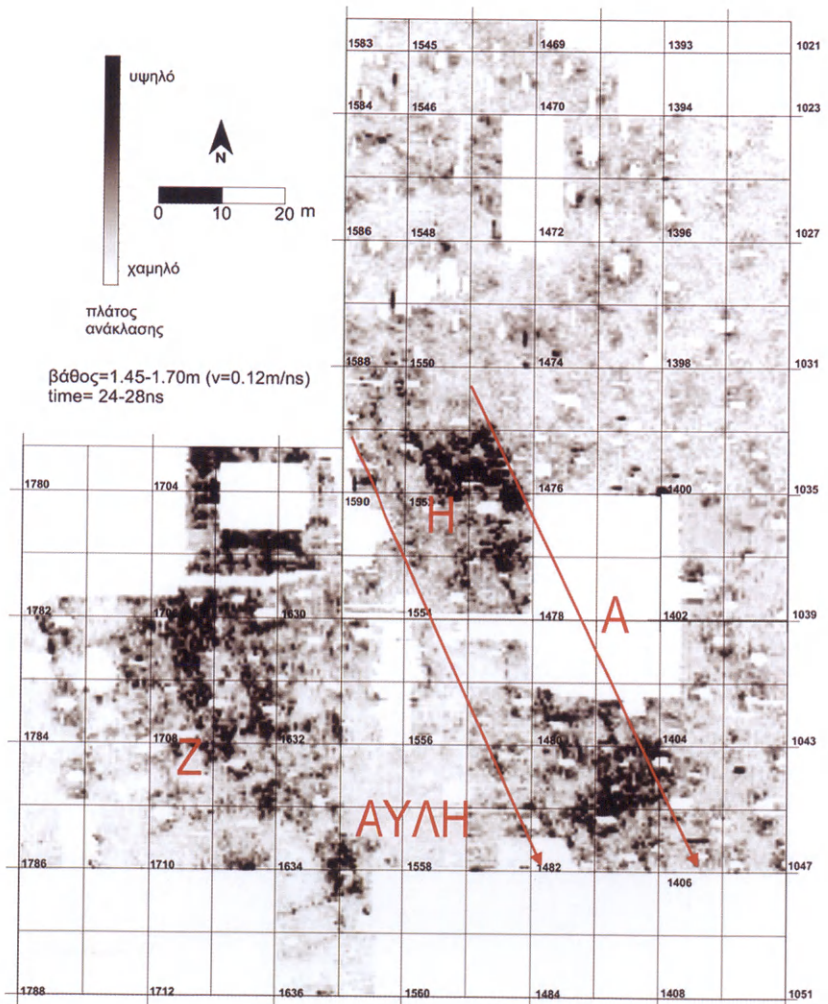 1583 1545 1469 1393 1021
υψηλό
1584 1546 1470 1394 1023
N
0 10 20 m
1586 1548 1472 1396 1027
χαμηλό
πλάτος
ανάκλασης
1588 1550 1474 1398 1031
βάθος=1.45-1.70m (v=0.12m/ns)
time= 24-28ns
1780 1704 1590 1476 1400 1035
H
1782 1630 1554 1478 1402 1039
A
1784 1708 1632 1556 1480 1404 1043
Z
ΑΥΛΗ
1786 1710 1634 1558 1482 1047
1406
1788 1712 1636 1560 1484 1408 1051